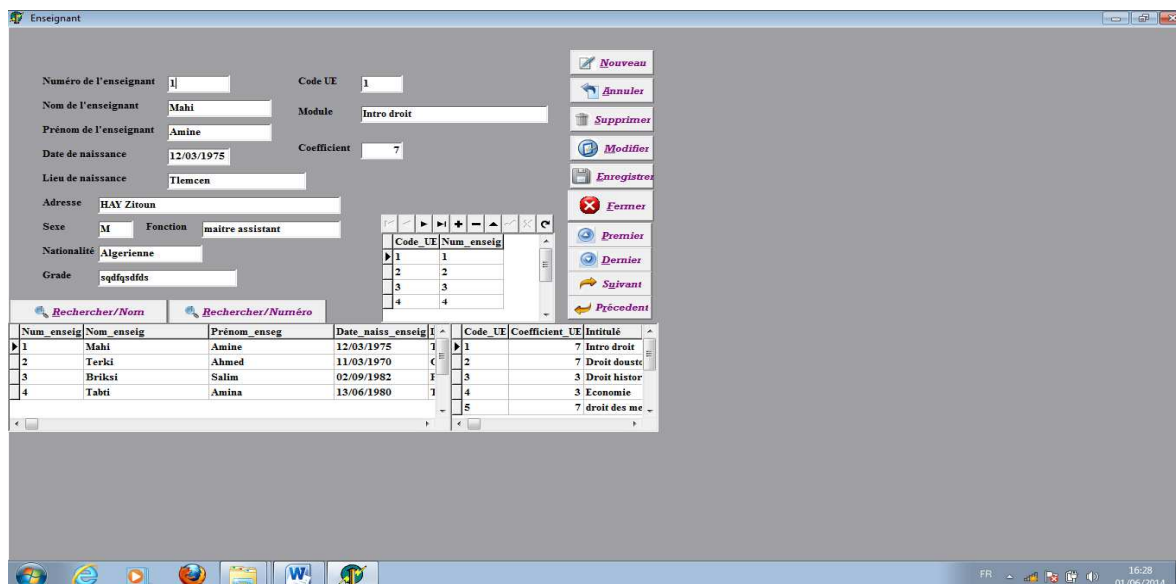 Enseignant
Numéro de l'enseignant 1 Code UE 1
Nom de l'enseignant Mahi
Module Intro droit
Prénom de l'enseignant Amine
Date de naissance 12/03/1975 Coefficient 7
Lieu de naissance Tlemcen
Adresse HAY Zitoun
Sexe M Fonction maitre assistant
Nationalité Algerienne
Grade sqdfqsdfds
Nouveau
Annuler
Supprimer
Modifier
Enregistrer
Fermer
Premier
Dernier
Suivant
Précedent
Code_UE Num_enseig
1 1
2 2
3 3
4 4
Rechercher/Nom Rechercher/Numéro
Num_enseig Nom_enseig Prénom_enseg Date_naiss_enseig
1 Mahi Amine 12/03/1975
2 Terki Ahmed 11/03/1970
3 Briksi Salim 02/09/1982
4 Tabti Amina 13/06/1980
Code_UE Coefficient_UE Intitulé
1 7 Intro droit
2 7 Droit dousto
3 3 Droit histor
4 3 Economie
5 7 droit des me
FR 16:28
01/06/2014